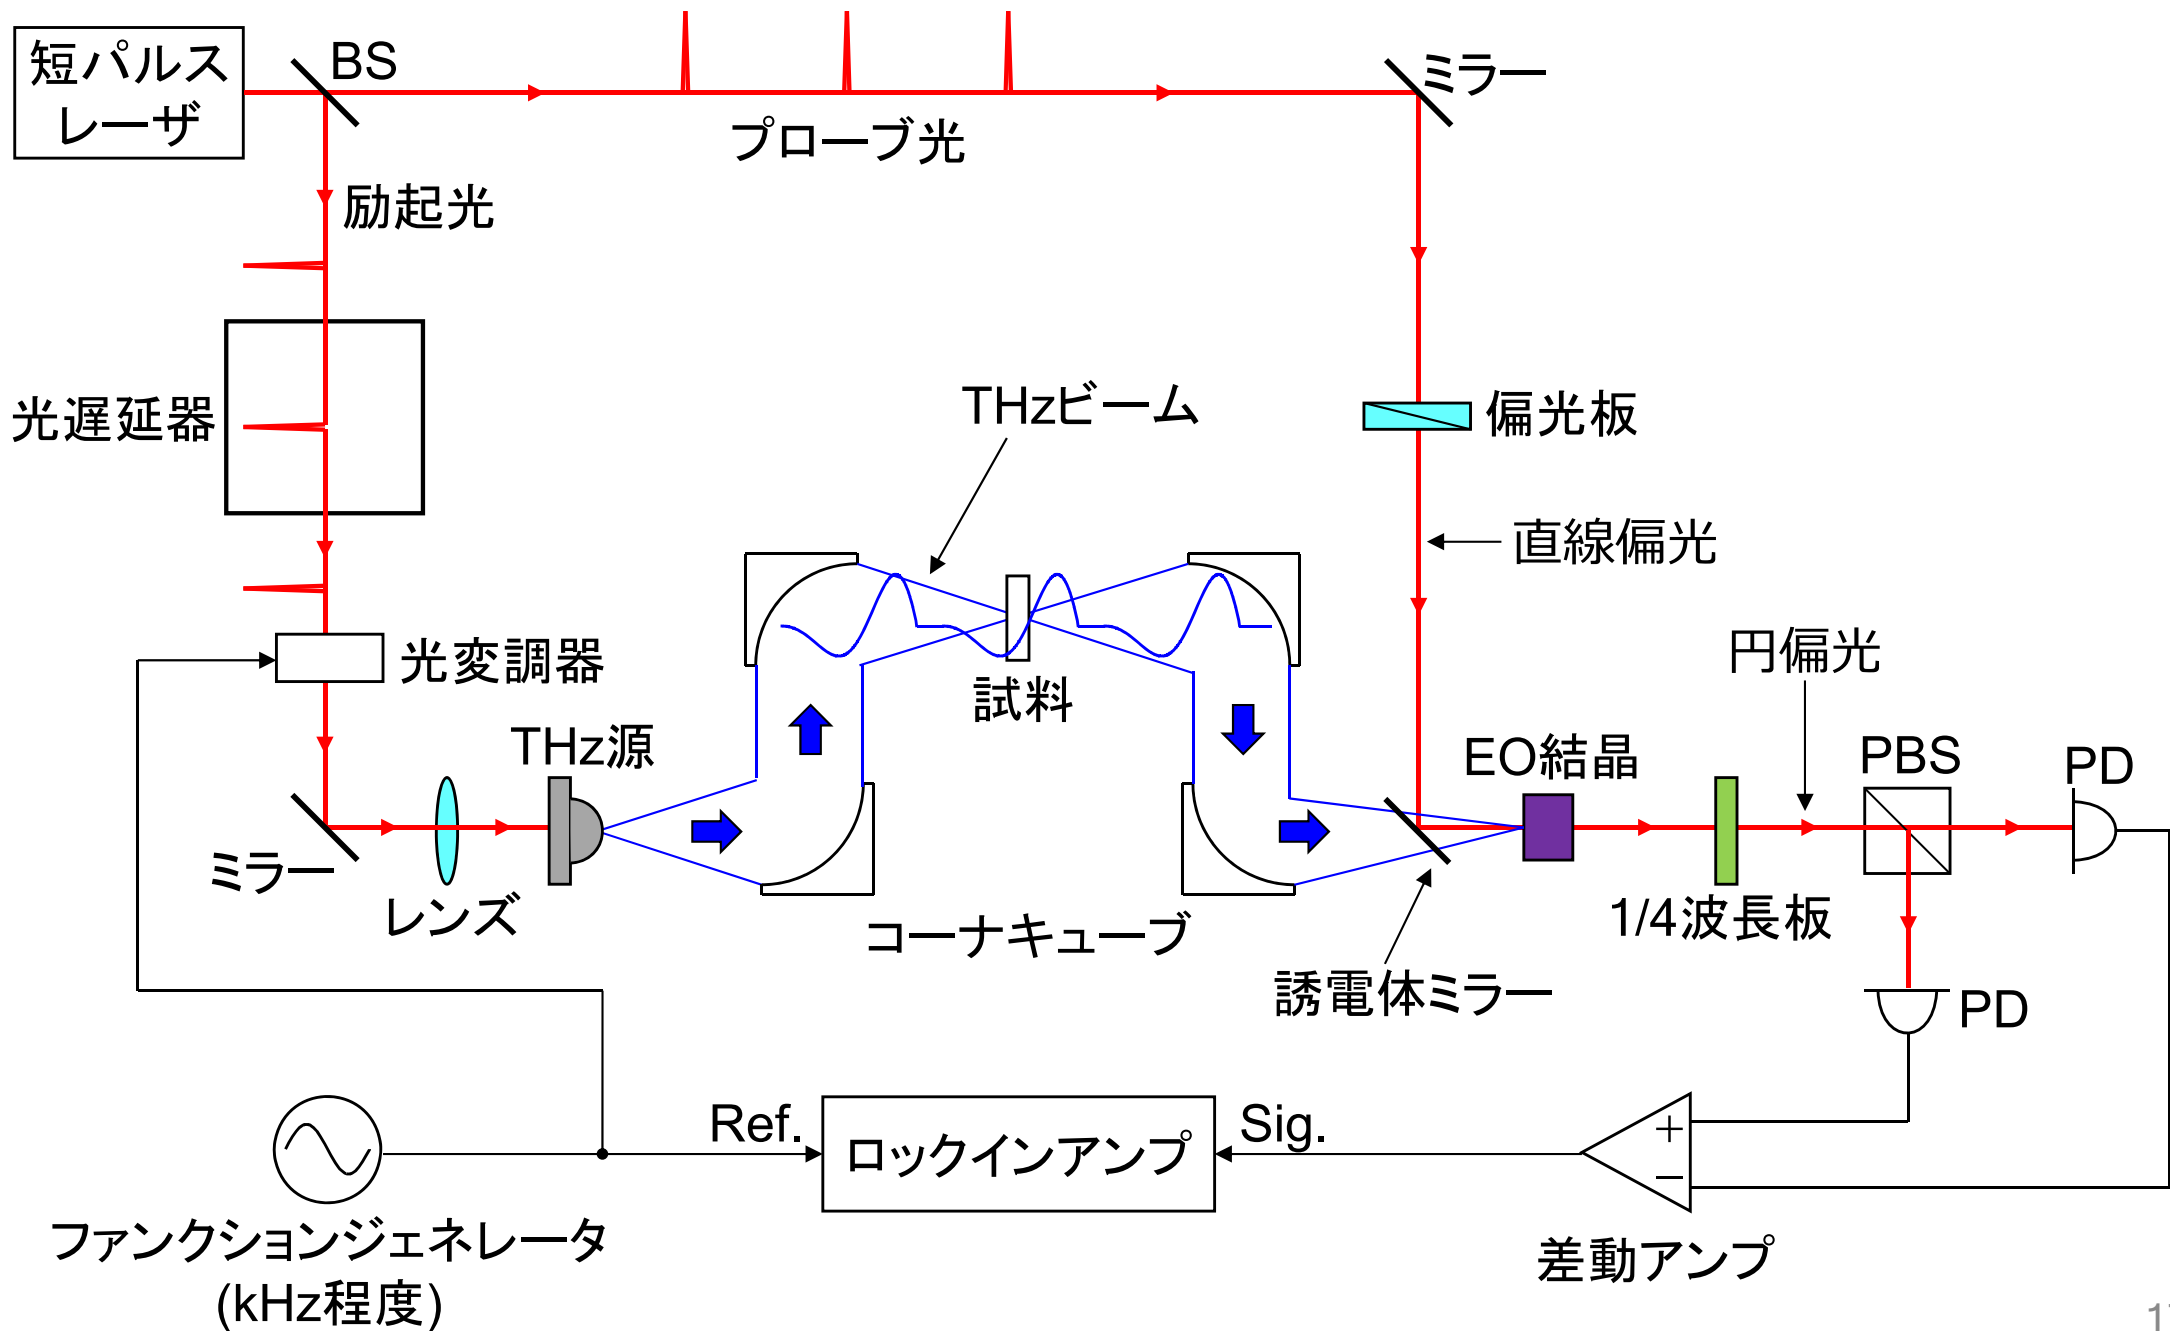 短パルス
レーザ
BS
ミラー
プローブ光
励起光
光遅延器
THzビーム
偏光板
直線偏光
光変調器
円偏光
試料
THz源
EO結晶
PBS
PD
ミラー
レンズ
コーナキューブ
1/4波長板
誘電体ミラー
PD
Ref.
ロックインアンプ
Sig.
+
−
ファンクションジェネレータ
(kHz程度)
差動アンプ